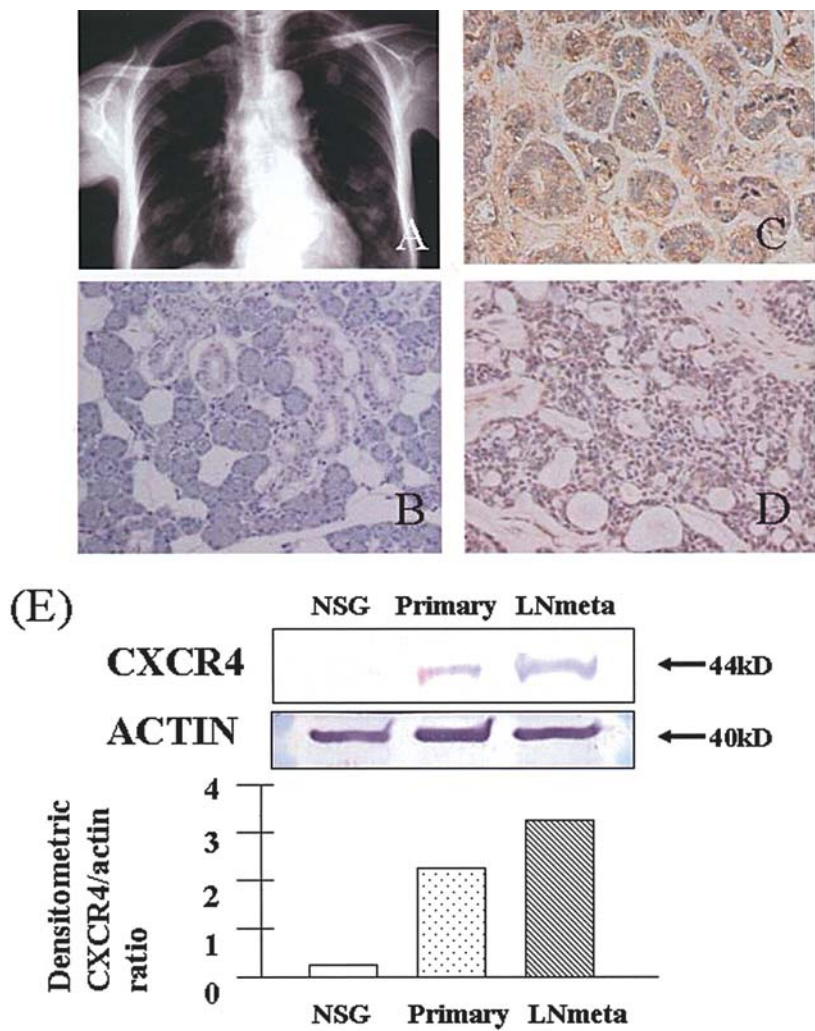 A
C
B
D
(E)
NSG Primary LNmeta
CXCR4
44kD
ACTIN
40kD
Densitometric
CXCR4/actin
ratio
4
3
2
1
0
NSG Primary LNmeta